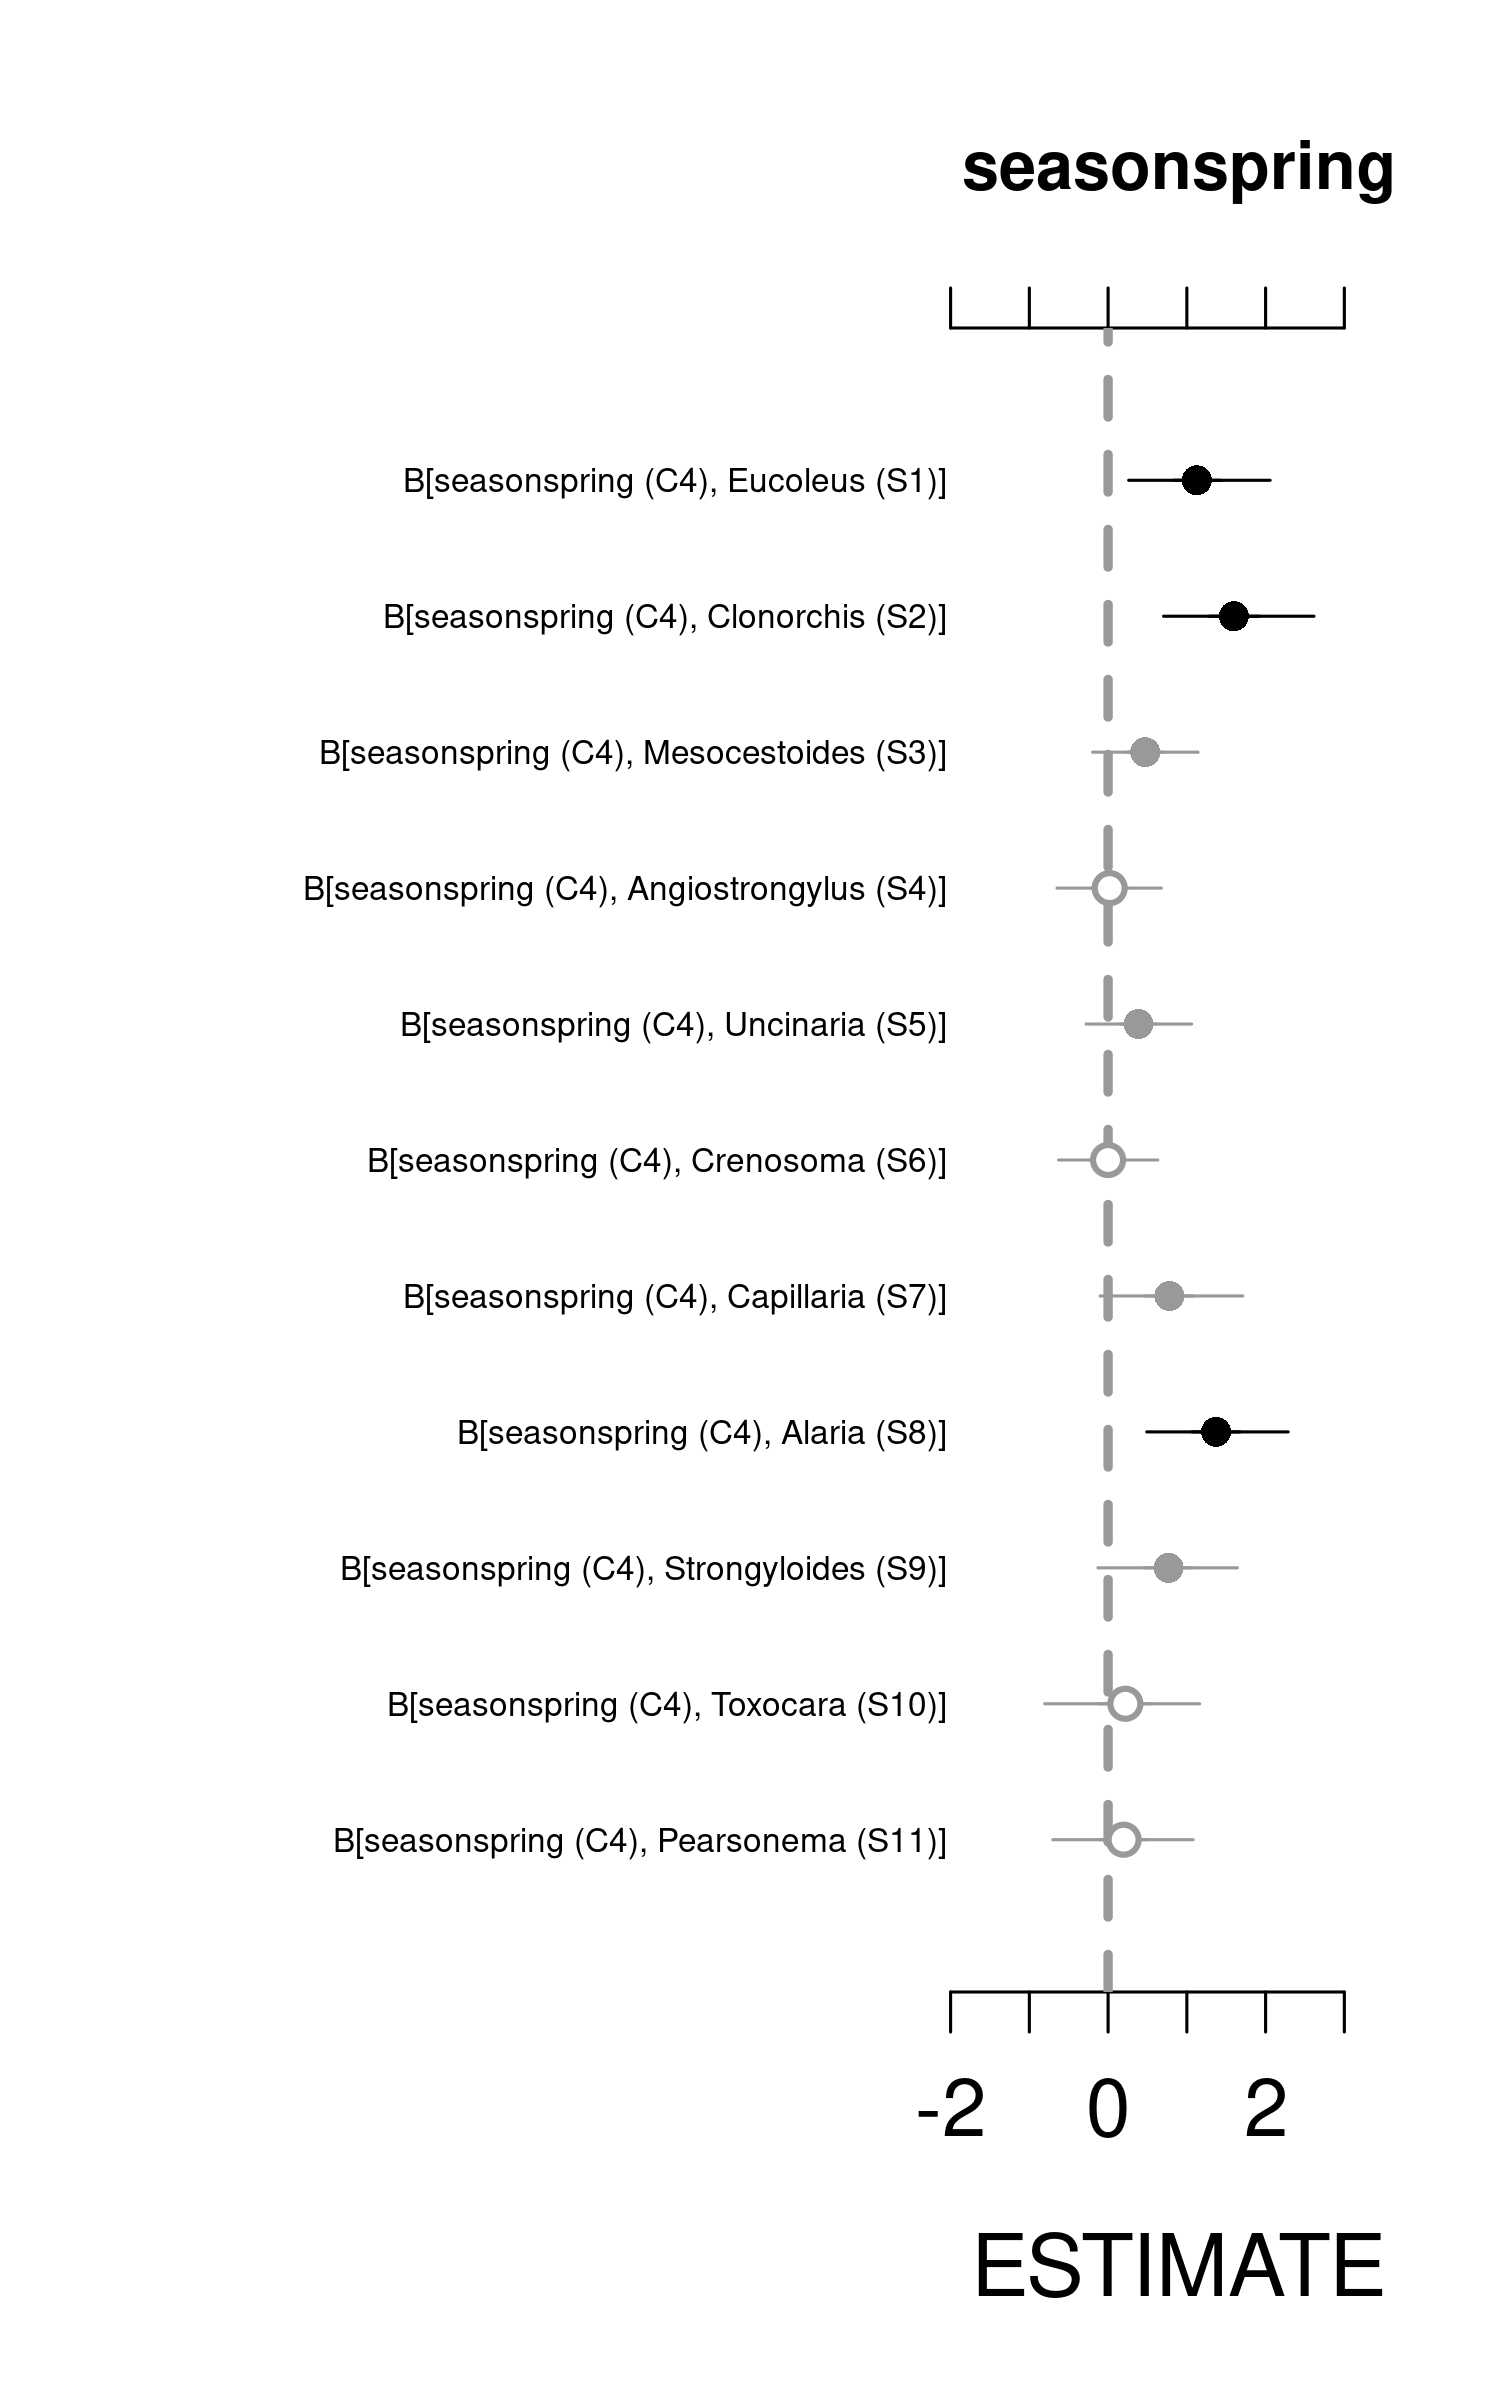 seasonspring
B[seasonspring (C4), Eucoleus (S1)]
B[seasonspring (C4), Clonorchis (S2)]
B[seasonspring (C4), Mesocestoides (S3)]
B[seasonspring (C4), Angiostrongylus (S4)]
B[seasonspring (C4), Uncinaria (S5)]
B[seasonspring (C4), Crenosoma (S6)]
B[seasonspring (C4), Capillaria (S7)]
B[seasonspring (C4), Alaria (S8)]
B[seasonspring (C4), Strongyloides (S9)]
B[seasonspring (C4), Toxocara (S10)]
B[seasonspring (C4), Pearsonema (S11)]
-2 0 2
ESTIMATE